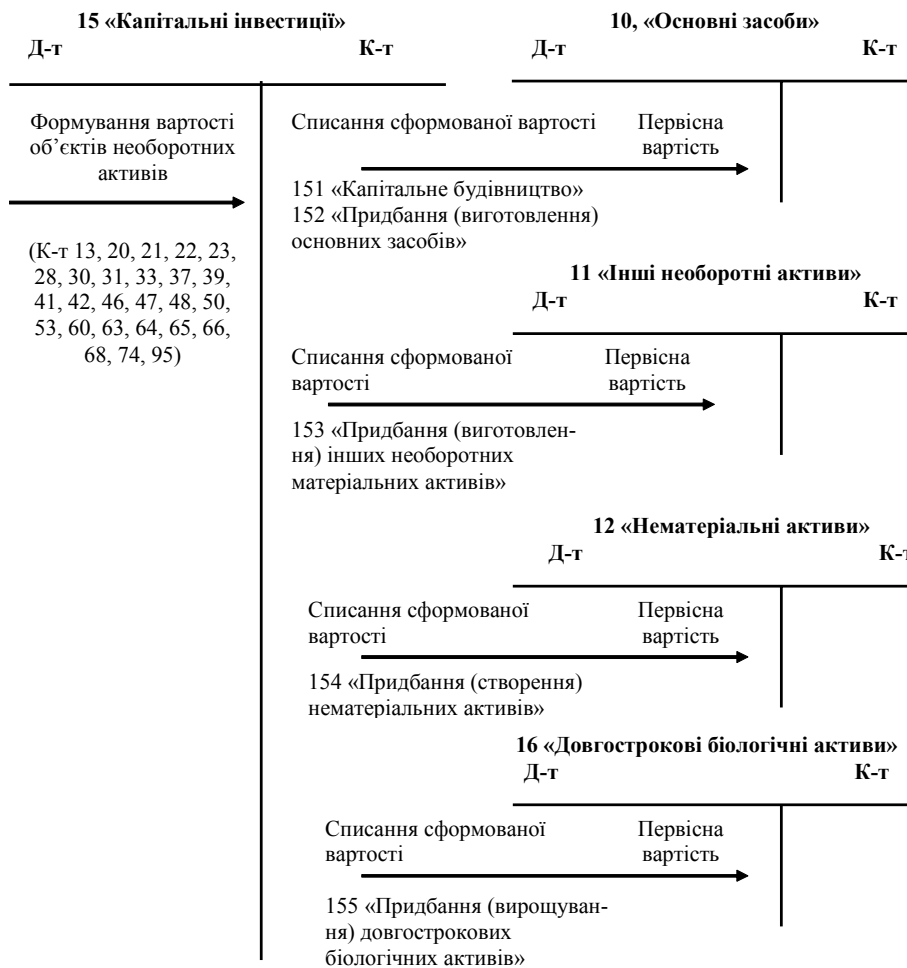 15 «Капітальні інвестиції»
Д-т К-т
10, «Основні засоби»
Д-т К-т
Формування вартості
об’єктів необоротних
активів
(К-т 13, 20, 21, 22, 23,
28, 30, 31, 33, 37, 39,
41, 42, 46, 47, 48, 50,
53, 60, 63, 64, 65, 66,
68, 74, 95)
Списання сформованої вартості
Первісна
вартість
151 «Капітальне будівництво»
152 «Придбання (виготовлення)
основних засобів»
11 «Інші необоротні активи»
Д-т К-т
Списання сформованої
вартості
Первісна
вартість
153 «Придбання (виготовлен-
ня) інших необоротних
матеріальних активів»
12 «Нематеріальні активи»
Д-т К-т
Списання сформованої
вартості
Первісна
вартість
154 «Придбання (створення)
нематеріальних активів»
16 «Довгострокові біологічні активи»
Д-т К-т
Списання сформованої
вартості
Первісна
вартість
155 «Придбання (вирощуван-
ня) довгострокових
біологічних активів»